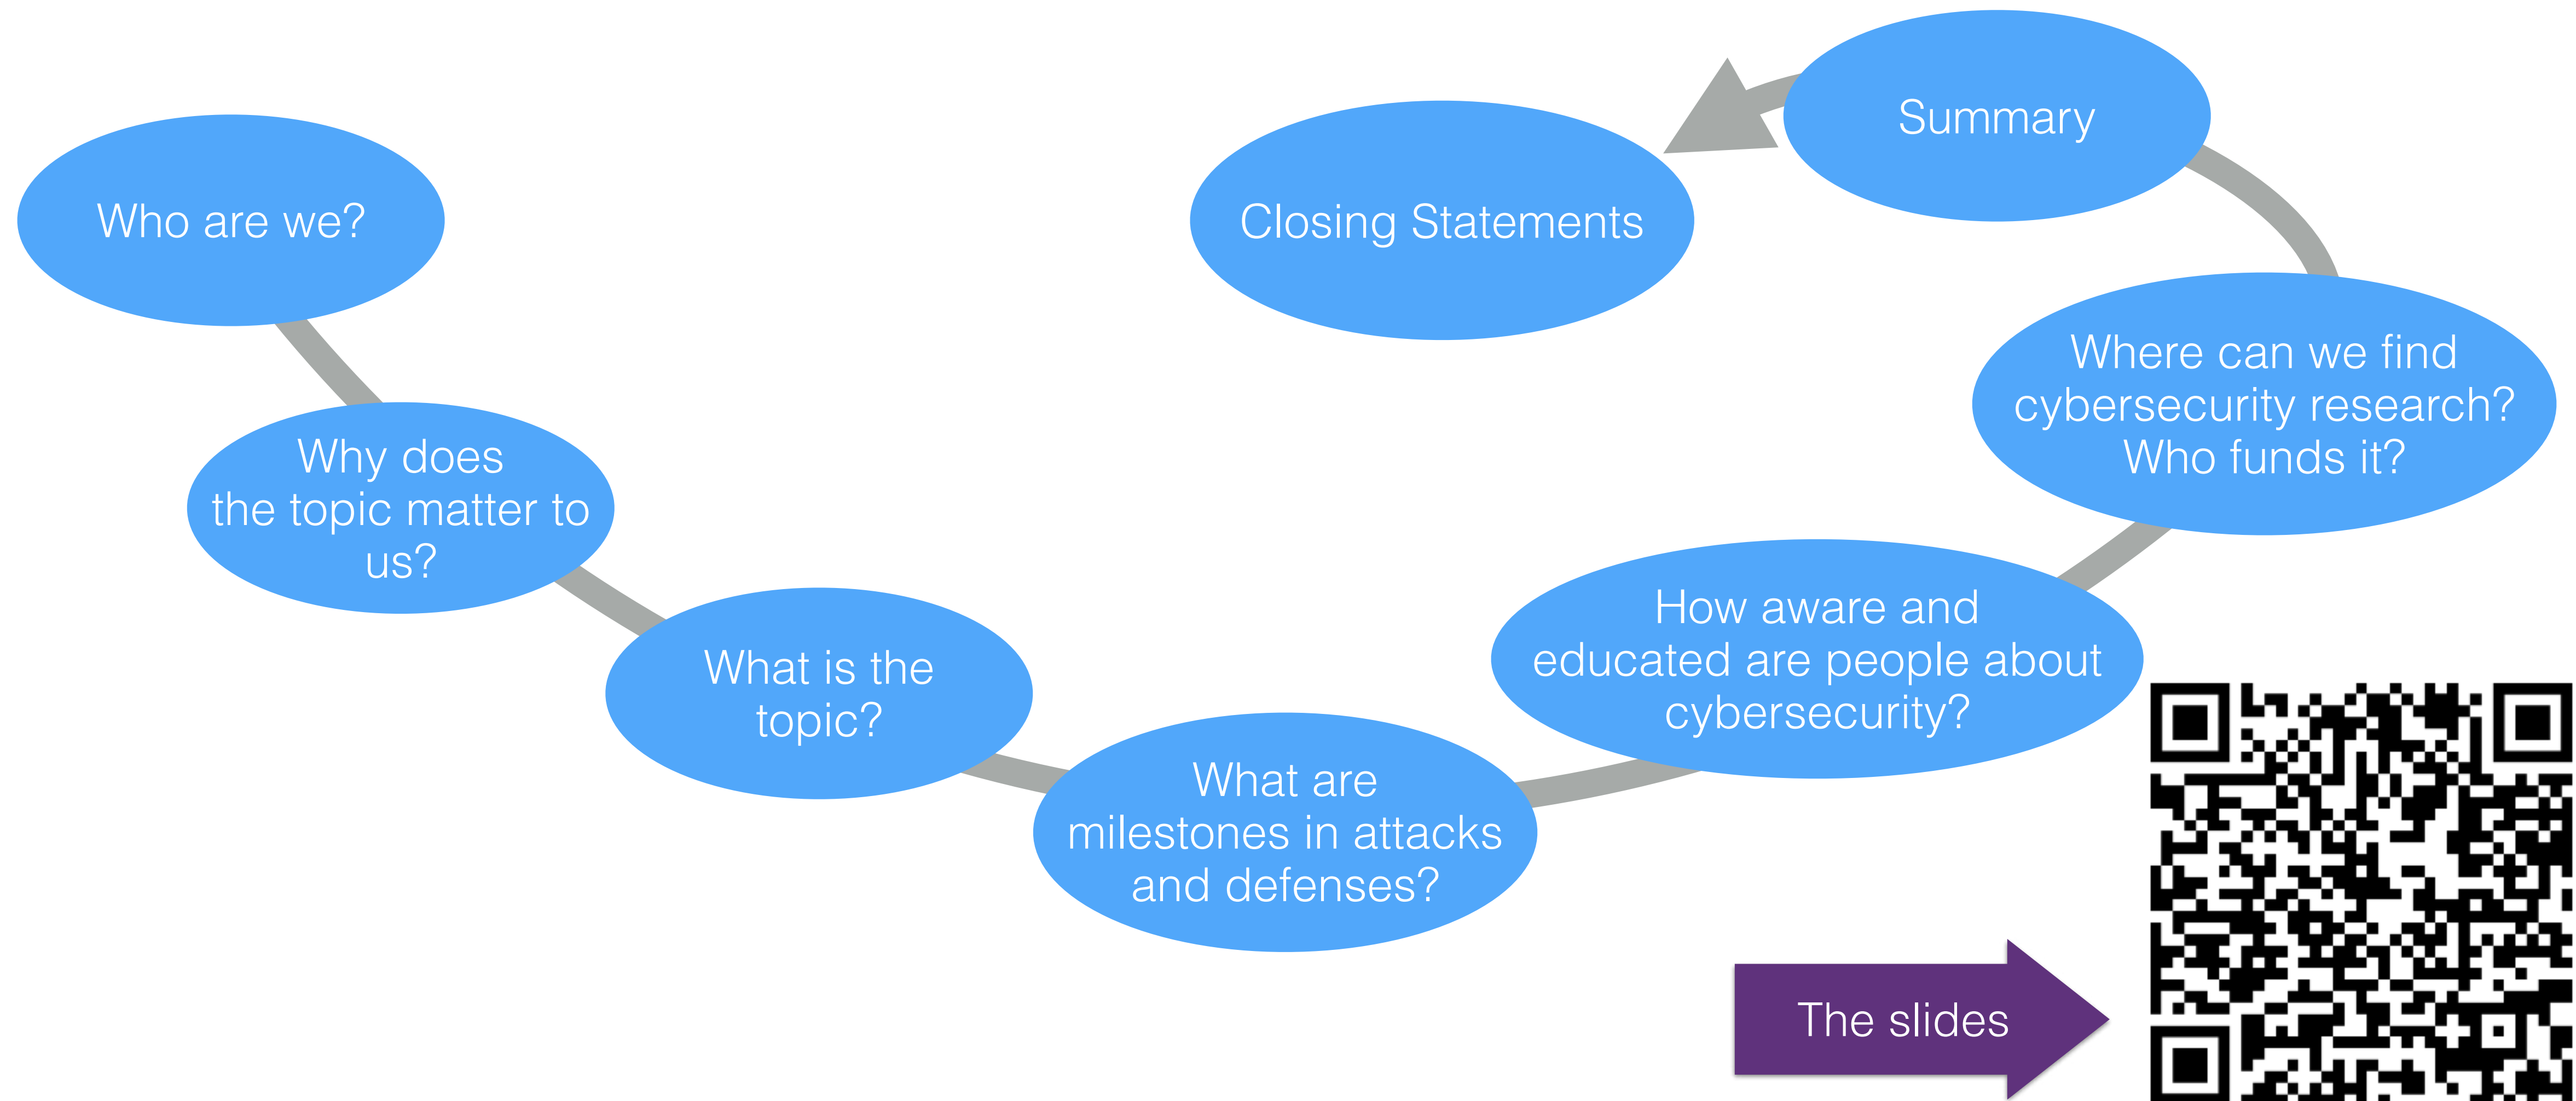 Who are we?
Why does
the topic matter to
us?
What is the
topic?
What are
milestones in attacks
and defenses?
How aware and
educated are people about
cybersecurity?
Where can we find
cybersecurity research?
Who funds it?
Summary
Closing Statements
The slides